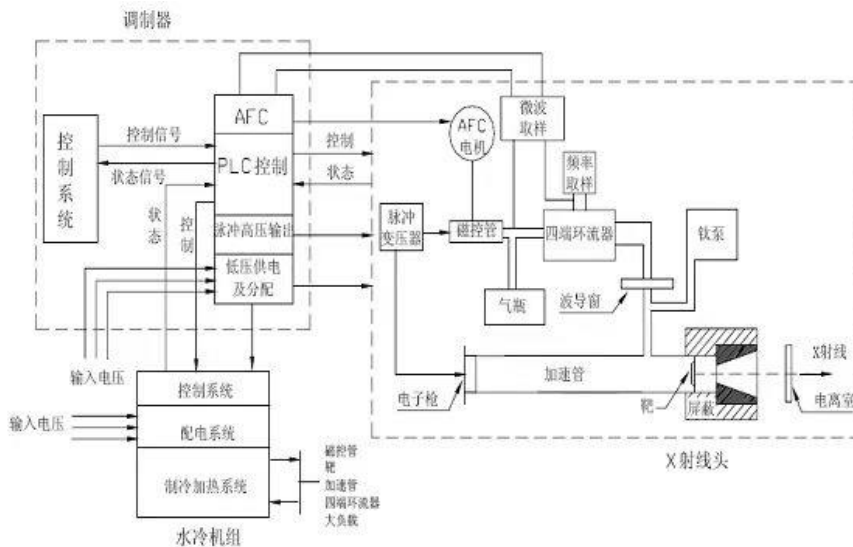 调制器
AFC
控制系统
控制信号
状态信号
PLC控制
控制
状态
状态
控制
脉冲高压输出
低压供电
及分配
输入电压
AFC
电机
微波
取样
频率
取样
脉冲
变压器
磁控管
四端环流器
钛泵
气瓶
波导窗
电子枪
加速管
靶
屏蔽
X射线
电离室
X射线头
控制系统
输入电压
配电系统
制冷加热系统
磁控管
靶
加速管
四端环流器
大负载
水冷机组